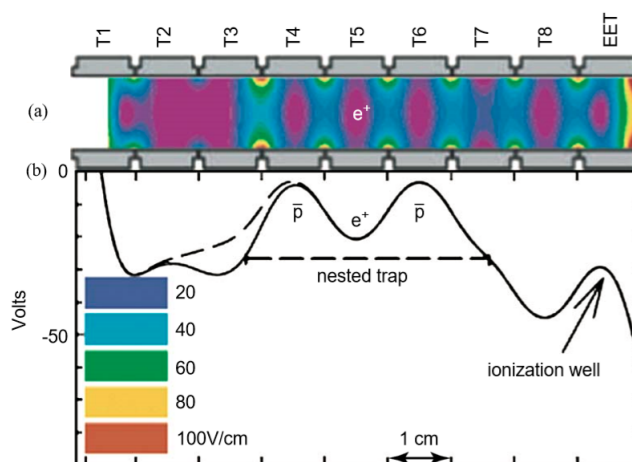 T1 T2 T3 T4 T5 T6 T7 T8 EET
(a)
e+
(b)
0
p̄ e+ p̄
nested trap
20
Volts
40
-50
60
ionization well
80
100V/cm
1 cm